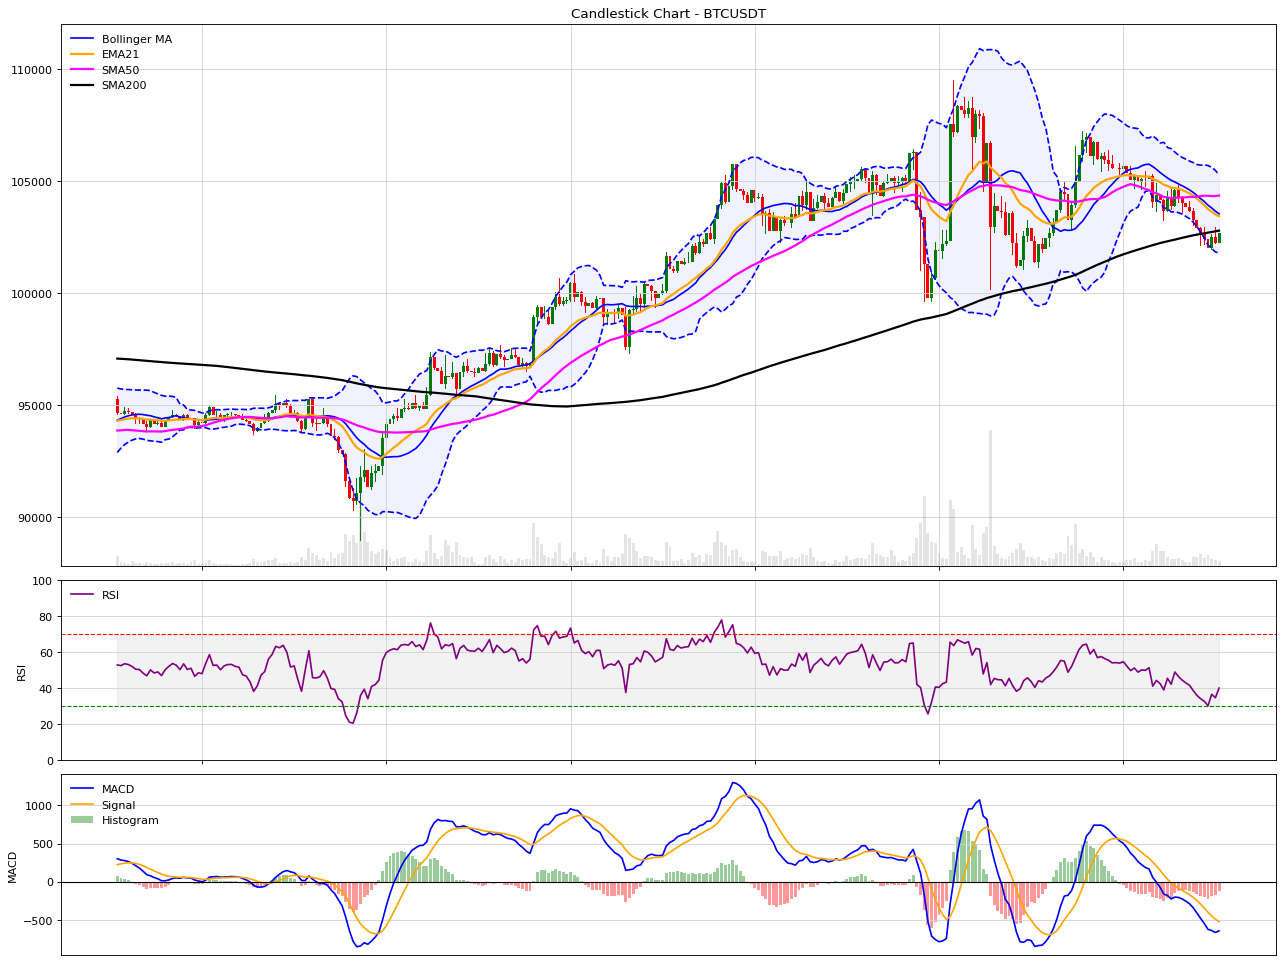 Candlestick Chart - BTCUSDT
Bollinger MA
EMA21
SMA50
SMA200
110000
105000
100000
95000
90000
RSI
100
80
60
40
20
0
RSI
MACD
Signal
Histogram
1000
500
0
−500
MACD